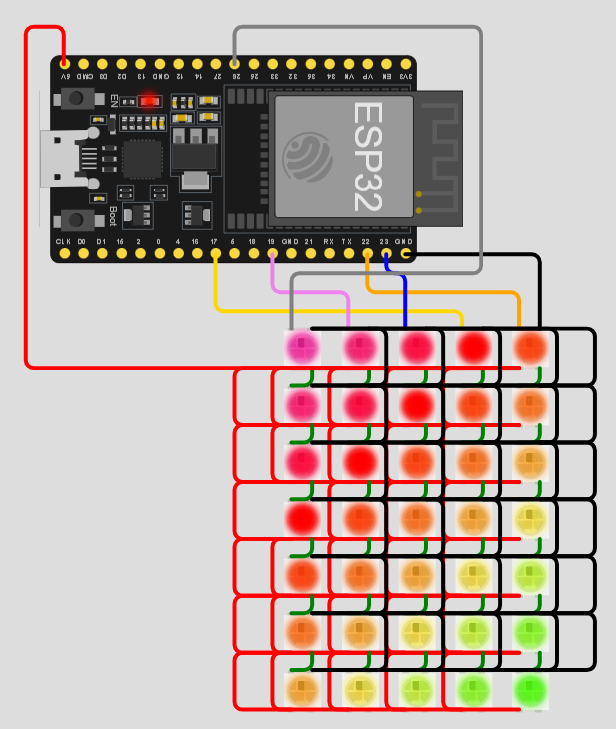 5V CMD D3 D2 13 GND 12 14 27 26 25 33 32 35 34 VN VP EN 3V3
EN
ESP32
Boot
CLK D0 D1 15 2 0 4 16 17 5 18 19 GND 21 RX TX 22 23 GND